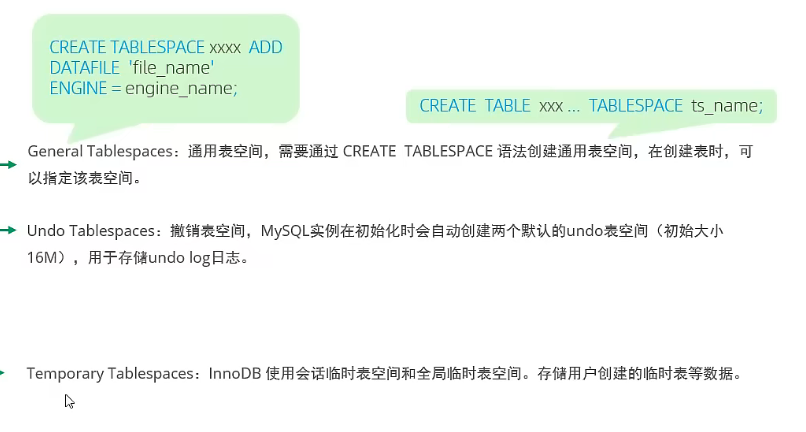 CREATE TABLESPACE xxxx ADD
DATAFILE 'file_name'
ENGINE = engine_name;
CREATE TABLE xxx ... TABLESPACE ts_name;
General Tablespaces：通用表空间，需要通过 CREATE TABLESPACE 语法创建通用表空间，在创建表时，可
以指定该表空间。
Undo Tablespaces：撤销表空间，MySQL实例在初始化时会自动创建两个默认的undo表空间（初始大小
16M），用于存储undo log日志。
Temporary Tablespaces：InnoDB 使用会话临时表空间和全局临时表空间。存储用户创建的临时表等数据。